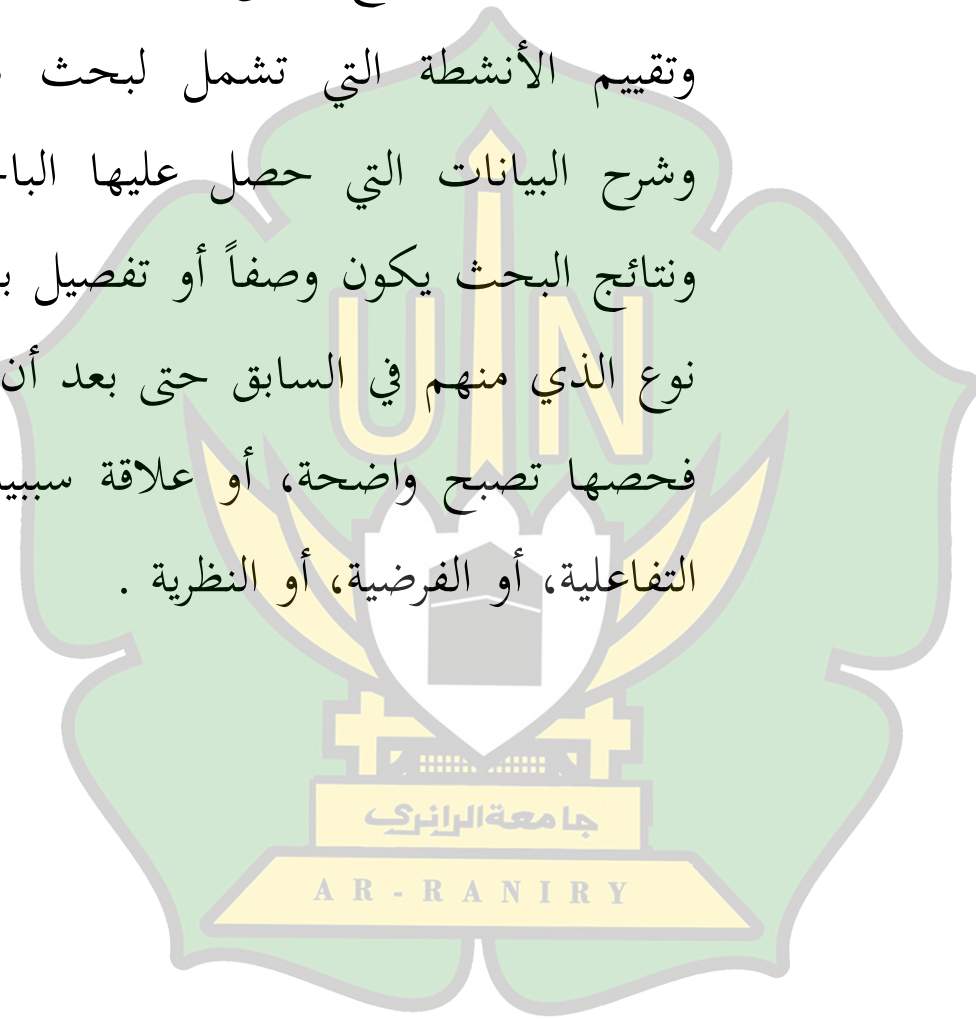 وتقييم الأنشطة التي تشمل لبحث
وشرح البيانات التي حصل عليها
ونتائج البحث يكون وصفاً أو تفصيل
نوع الذي منهم في السابق حتى بعد أن
فحصها تصبح واضحة، أو علاقة
التفاعلية، أو الفرضية، أو النظرية .
UIN
جامعة الرانري
AR-RANIRY